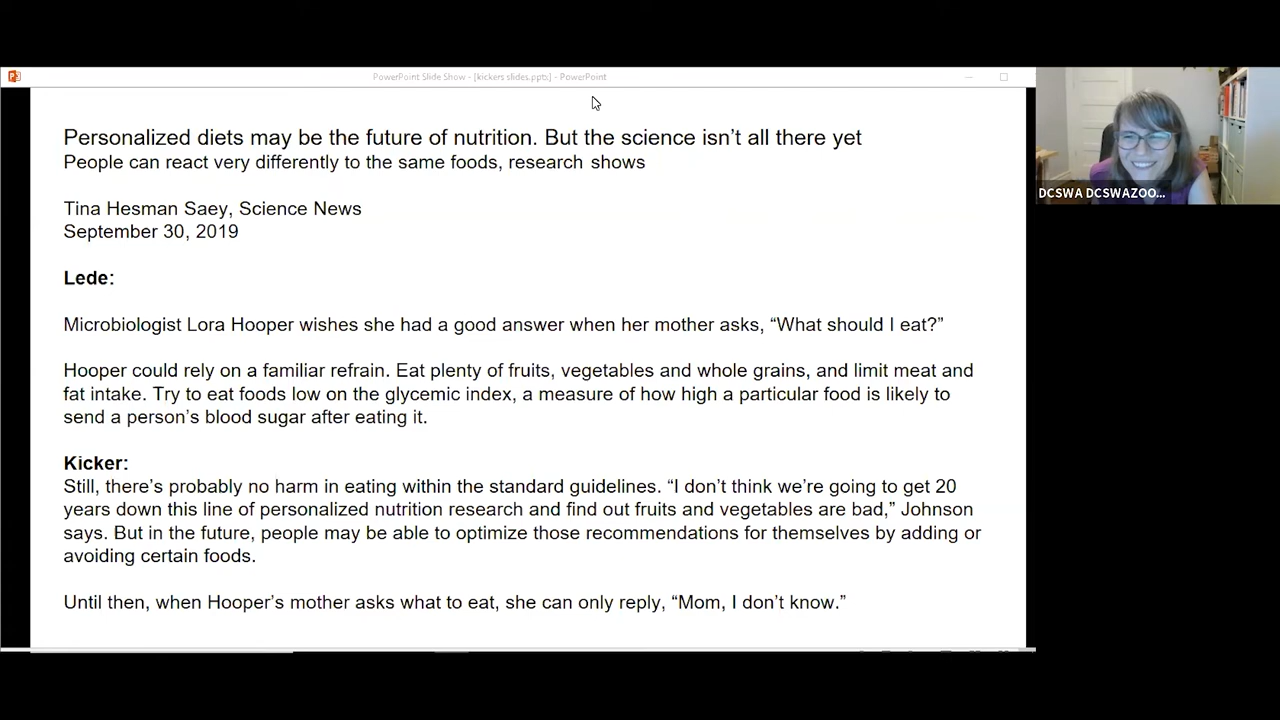 PowerPoint Slide Show - [kickers slides.pptx] - PowerPoint
Personalized diets may be the future of nutrition. But the science isn’t all there yet
People can react very differently to the same foods, research shows
Tina Hesman Saey, Science News
September 30, 2019
Lede:
Microbiologist Lora Hooper wishes she had a good answer when her mother asks, “What should I eat?”
Hooper could rely on a familiar refrain. Eat plenty of fruits, vegetables and whole grains, and limit meat and
fat intake. Try to eat foods low on the glycemic index, a measure of how high a particular food is likely to
send a person’s blood sugar after eating it.
Kicker:
Still, there’s probably no harm in eating within the standard guidelines. “I don’t think we’re going to get 20
years down this line of personalized nutrition research and find out fruits and vegetables are bad,” Johnson
says. But in the future, people may be able to optimize those recommendations for themselves by adding or
avoiding certain foods.
Until then, when Hooper’s mother asks what to eat, she can only reply, “Mom, I don’t know.”
DCSWA DCSWAZOO...